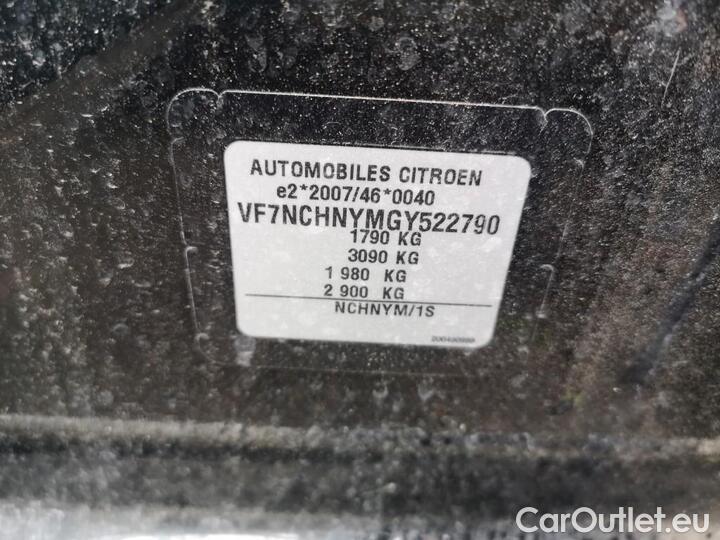 AUTOMOBILES CITROEN
e2*2007/46*0040
VF7NCHNYMGY522790
1790 KG
3090 KG
1 980 KG
2 900 KG
NCHNYM/1S
CarOutlet.eu